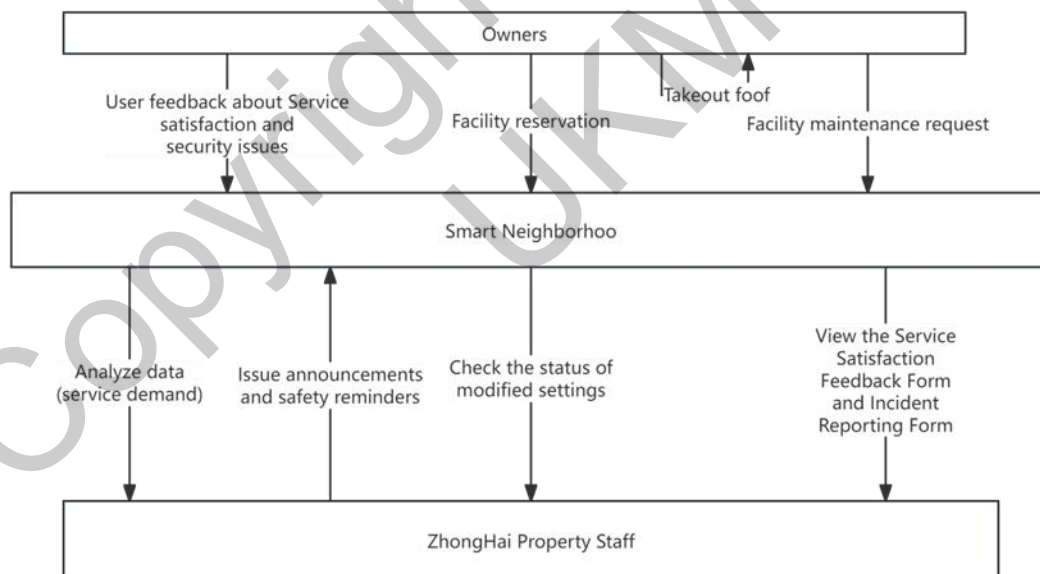 Owners
User feedback about Service
satisfaction and
security issues
Facility reservation
Takeout foof
Facility maintenance request
Smart Neighborhoo
Analyze data
(service demand)
Issue announcements
and safety reminders
Check the status of
modified settings
View the Service
Satisfaction
Feedback Form
and Incident
Reporting Form
ZhongHai Property Staff
Copyright
UKM